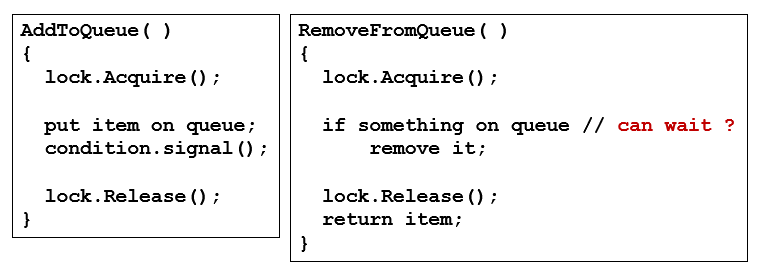 AddToQueue( )
{
  lock.Acquire();

  put item on queue;
  condition.signal();

  lock.Release();
}
RemoveFromQueue( )
{
  lock.Acquire();

  if something on queue // can wait ?
      remove it;

  lock.Release();
  return item;
}